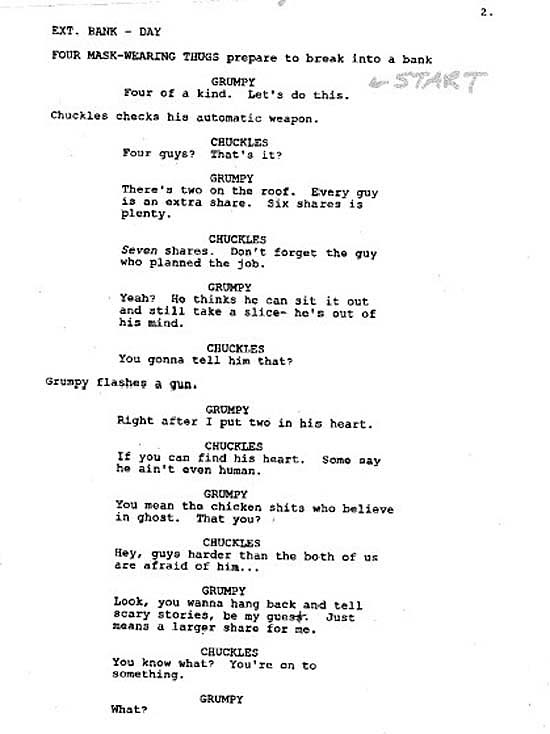 2.
EXT. BANK - DAY
FOUR MASK-WEARING THUGS prepare to break into a bank
GRUMPY
← START
Four of a kind. Let's do this.
Chuckles checks his automatic weapon.
CHUCKLES
Four guys? That's it?
GRUMPY
There's two on the roof. Every guy
is an extra share. Six shares is
plenty.
CHUCKLES
Seven shares. Don't forget the guy
who planned the job.
GRUMPY
Yeah? He thinks he can sit it out
and still take a slice- he's out of
his mind.
CHUCKLES
You gonna tell him that?
Grumpy flashes a gun.
GRUMPY
Right after I put two in his heart.
CHUCKLES
If you can find his heart. Some say
he ain't even human.
GRUMPY
You mean the chicken shits who believe
in ghost. That you?
CHUCKLES
Hey, guys harder than the both of us
are afraid of him...
GRUMPY
Look, you wanna hang back and tell
scary stories, be my guest. Just
means a larger share for me.
CHUCKLES
You know what? You're on to
something.
GRUMPY
What?